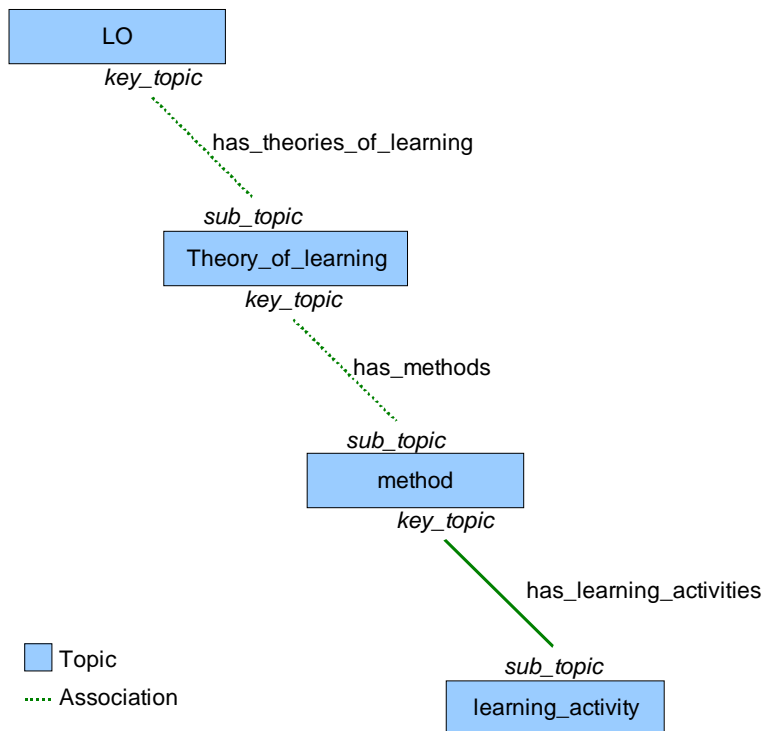 LO
key_topic
has_theories_of_learning
sub_topic
Theory_of_learning
key_topic
has_methods
sub_topic
method
key_topic
has_learning_activities
sub_topic
learning_activity
Topic
Association